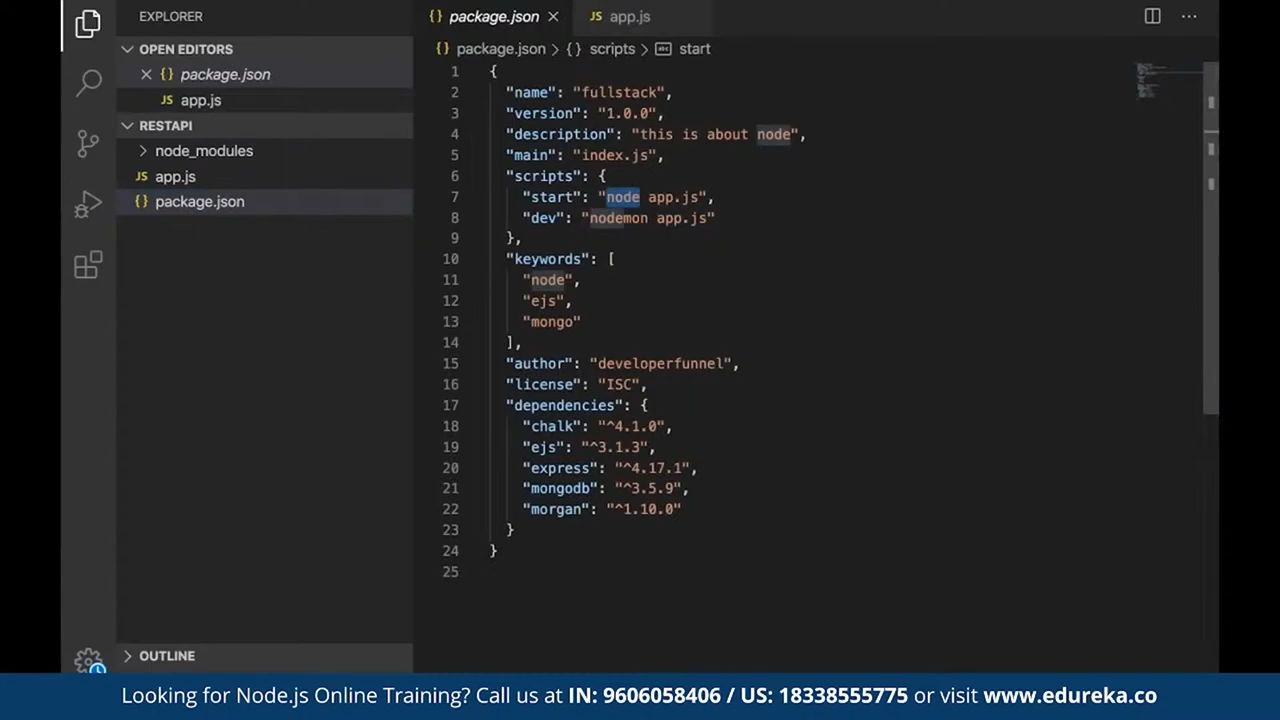 EXPLORER
OPEN EDITORS
{} package.json
JS app.js
RESTAPI
node_modules
JS app.js
{} package.json
OUTLINE
{} package.json
JS app.js
{} package.json > {} scripts > start
1 {
2 "name": "fullstack",
3 "version": "1.0.0",
4 "description": "this is about node",
5 "main": "index.js",
6 "scripts": {
7 "start": "node app.js",
8 "dev": "nodemon app.js"
9 },
10 "keywords": [
11 "node",
12 "ejs",
13 "mongo"
14 ],
15 "author": "developerfunnel",
16 "license": "ISC",
17 "dependencies": {
18 "chalk": "^4.1.0",
19 "ejs": "^3.1.3",
20 "express": "^4.17.1",
21 "mongodb": "^3.5.9",
22 "morgan": "^1.10.0"
23 }
24 }
25
Looking for Node.js Online Training? Call us at IN: 9606058406 / US: 18338555775 or visit www.edureka.co